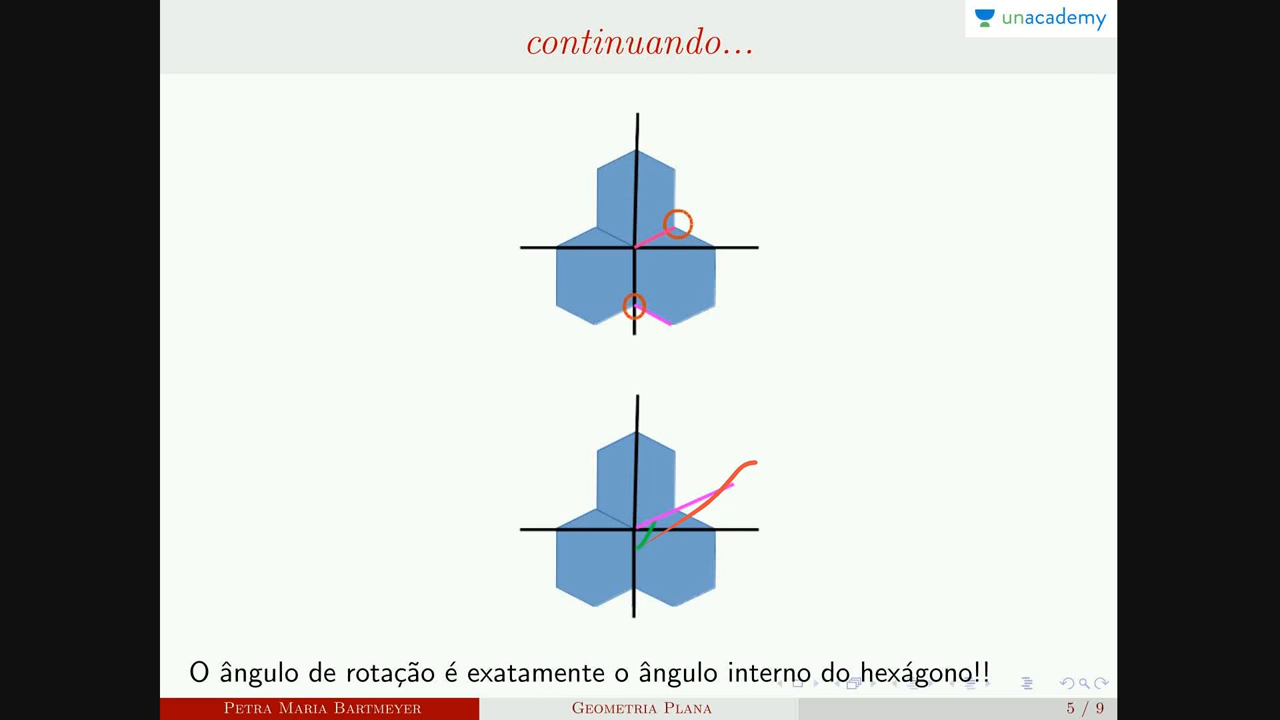 unacademy
continuando...
O ângulo de rotação é exatamente o ângulo interno do hexágono!!
Petra Maria Bartmeyer
Geometria Plana
5 / 9